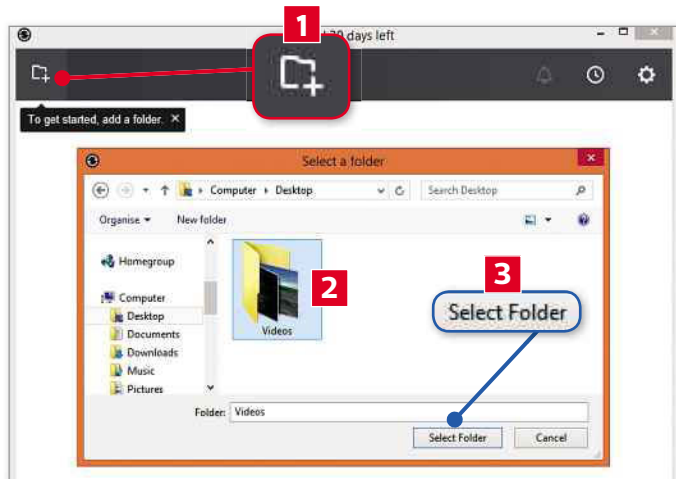 1
days left
To get started, add a folder. ×
Select a folder
Computer Desktop
Search Desktop
Organise New folder
Homegroup
Computer
Desktop
Documents
Downloads
Music
Pictures
Videos
2
3
Select Folder
Folder: Videos
Select Folder Cancel